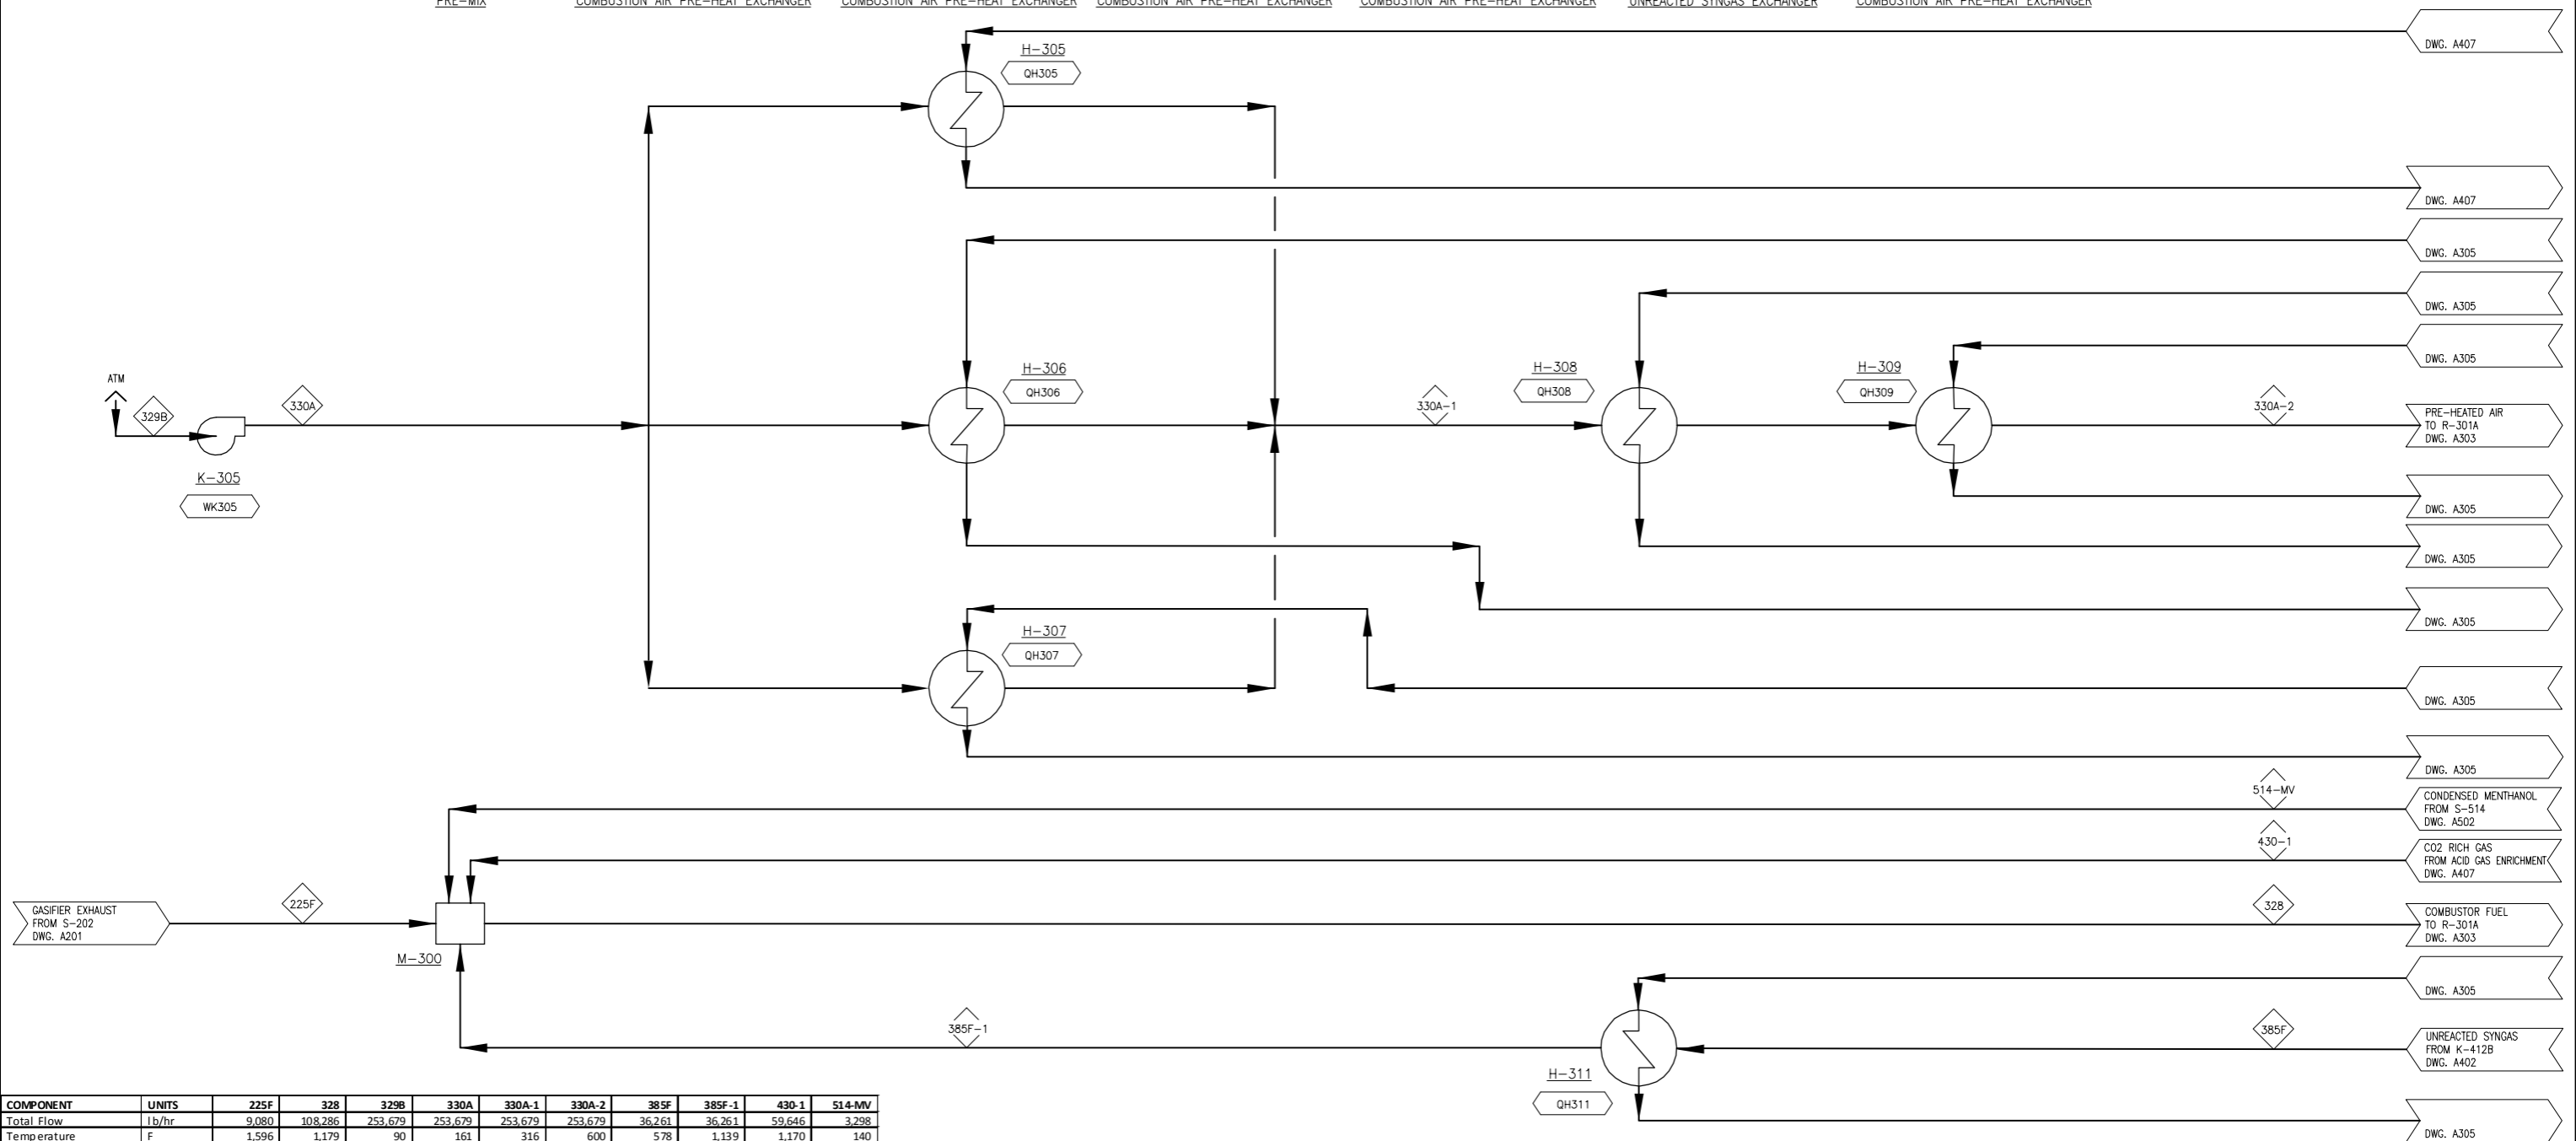 PRE-MIX COMBUSTION AIR PRE-HEAT EXCHANGER COMBUSTION AIR PRE-HEAT EXCHANGER COMBUSTION AIR PRE-HEAT EXCHANGER COMBUSTION AIR PRE-HEAT EXCHANGER UNREACTED SYNGAS EXCHANGER COMBUSTION AIR PRE-HEAT EXCHANGER
DWG. A407
H-305
QH305
DWG. A407
DWG. A305
DWG. A305
DWG. A305
ATM
329B
330A
K-305
WK305
H-306
QH306
330A-1
H-308
QH308
H-309
QH309
330A-2
PRE-HEATED AIR
TO R-301A
DWG. A303
DWG. A305
DWG. A305
DWG. A305
H-307
QH307
DWG. A305
DWG. A305
514-MV
CONDENSED MENTHANOL
FROM S-514
DWG. A502
430-1
CO2 RICH GAS
FROM ACID GAS ENRICHMENT
DWG. A407
GASIFIER EXHAUST
FROM S-202
DWG. A201
225F
M-300
328
COMBUSTOR FUEL
TO R-301A
DWG. A303
DWG. A305
385F-1
385F
UNREACTED SYNGAS
FROM K-412B
DWG. A402
H-311
QH311
DWG. A305
COMPONENT UNITS 225F 328 329B 330A 330A-1 330A-2 385F 385F-1 430-1 514-MV
Total Flow lb/hr 9,080 108,286 253,679 253,679 253,679 253,679 36,261 36,261 59,646 3,298
Temperature F 1,596 1,179 90 161 316 600 578 1,139 1,170 140